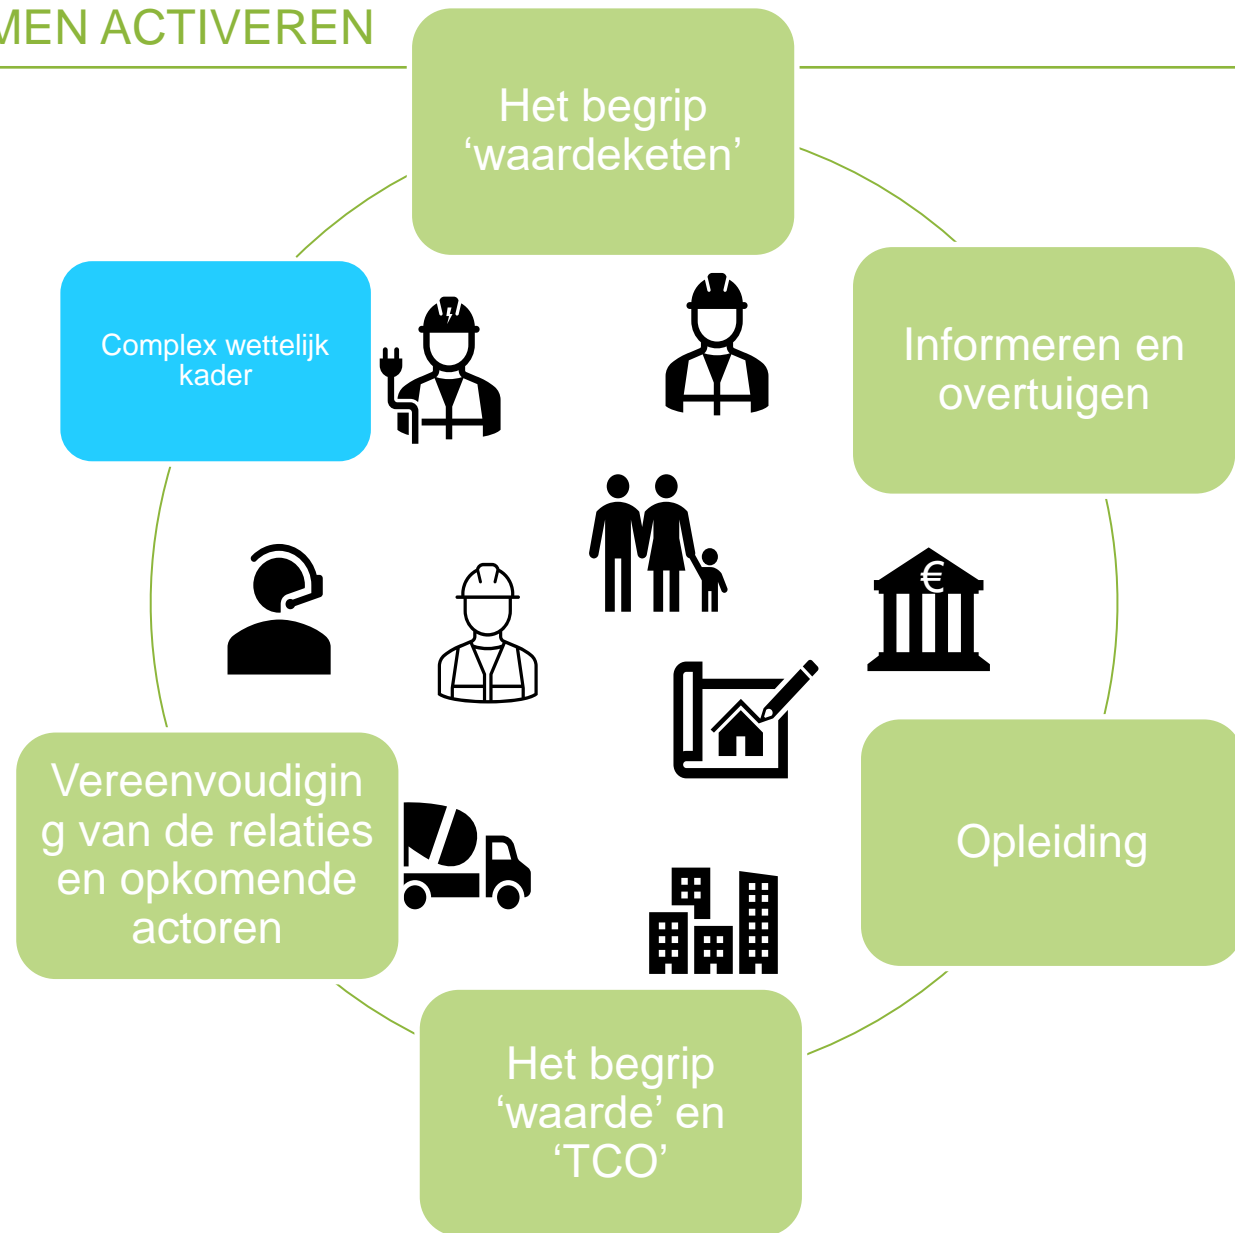 MEN ACTIVEREN
Het begrip
‘waardeketen’
Complex wettelijk
kader
Informeren en
overtuigen
€
Vereenvoudigin
g van de relaties
en opkomende
actoren
Opleiding
Het begrip
‘waarde’ en
‘TCO’